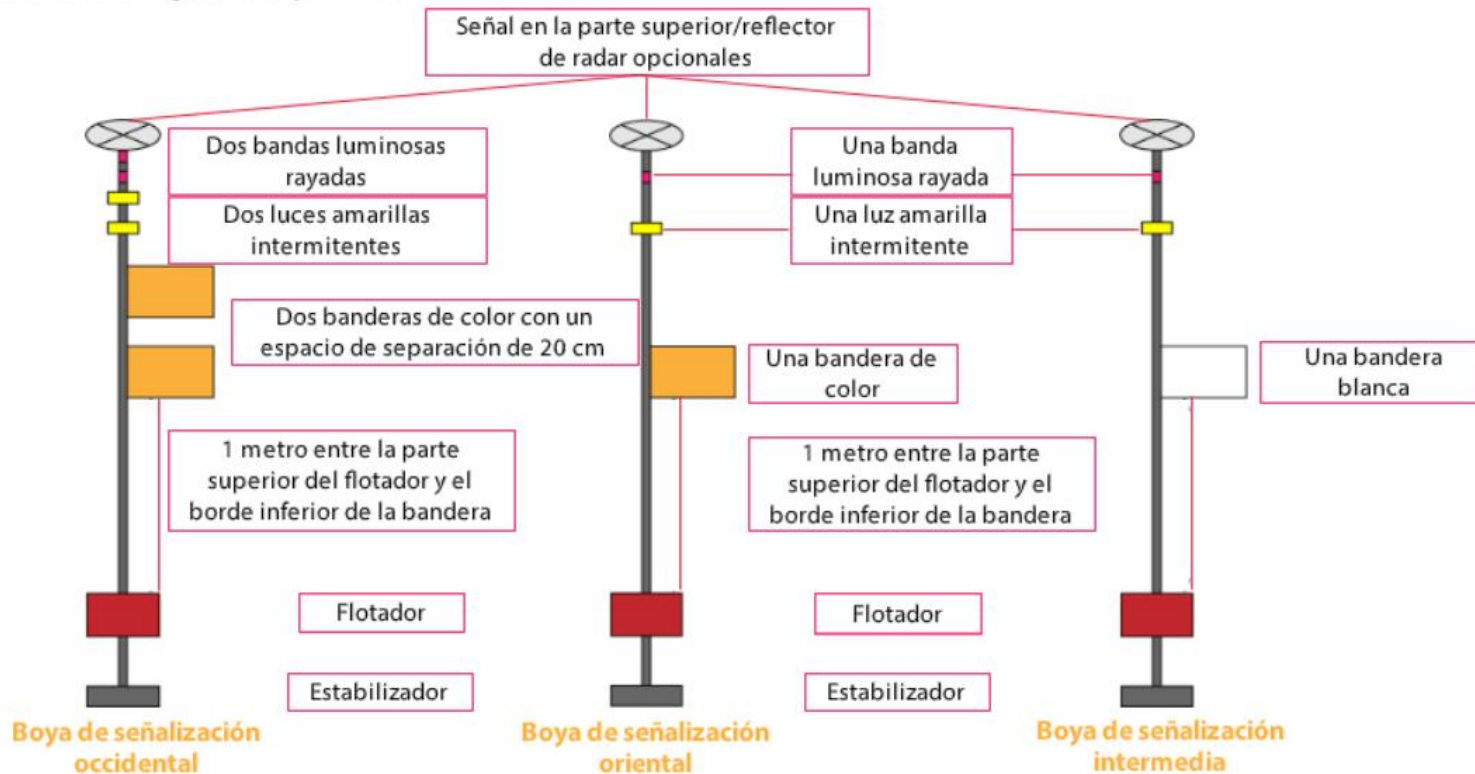 Señal en la parte superior/reflector
de radar opcionales
Dos bandas luminosas
rayadas
Una banda
luminosa rayada
Dos luces amarillas
intermitentes
Una luz amarilla
intermitente
Dos banderas de color con un
espacio de separación de 20 cm
Una bandera de
color
Una bandera
blanca
1 metro entre la parte
superior del flotador y el
borde inferior de la bandera
1 metro entre la parte
superior del flotador y el
borde inferior de la bandera
Flotador
Flotador
Estabilizador
Estabilizador
Boya de señalización
occidental
Boya de señalización
oriental
Boya de señalización
intermedia